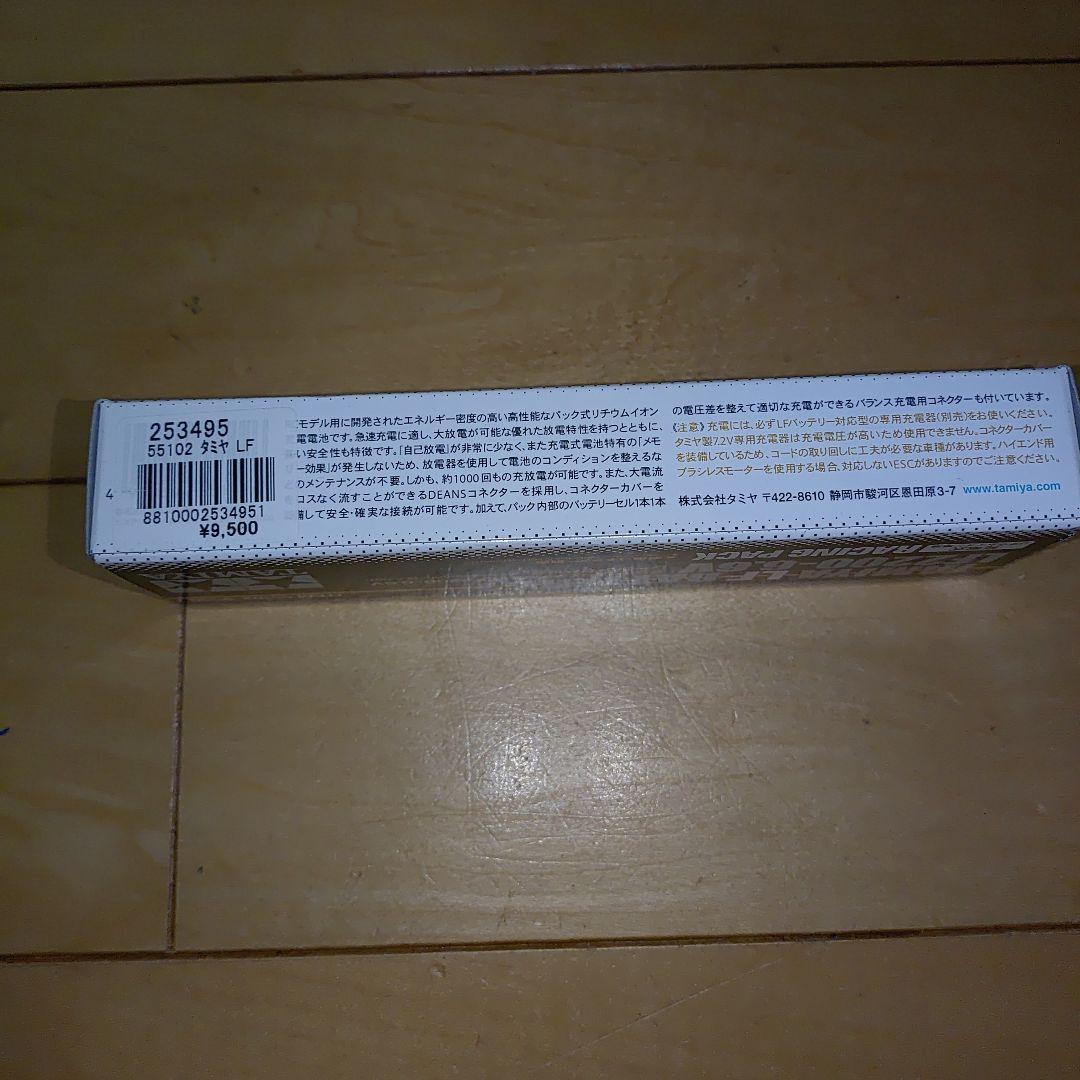 253495
55102 タミヤ LF
8810002534951
¥9,500
4
モデル用に開発されたエネルギー密度の高い高性能なパック式リチウムイオン
電電池です。急速充電に適し、大放電が可能な優れた放電特性を持つとともに、
い安全性も特徴です。「自己放電」が非常に少なく、また充電式電池特有の「メモ
ー効果」が発生しないため、放電器を使用して電池のコンディションを整えるな
のメンテナンスが不要。しかも、約1000回もの充放電が可能です。また、大電流
コスなく流すことができるDEANSコネクターを採用し、コネクターカバーを
備して安全・確実な接続が可能です。加えて、パック内部のバッテリーセル1本1本
の電圧差を整えて適切な充電ができるバランス充電用コネクターも付いています。
《注意》充電には、必ずLFバッテリー対応型の専用充電器(別売)をお使いください。
タミヤ製7.2V専用充電器は充電電圧が高いため使用できません。コネクターカバー
を装備しているため、コードの取り回しに工夫が必要な車種があります。ハイエンド用
ブラシレスモーターを使用する場合、対応しないESCがありますのでご注意ください。
株式会社タミヤ 〒422-8610 静岡市駿河区恩田原3-7 www.tamiya.com
RACING PACK
TAMIYA